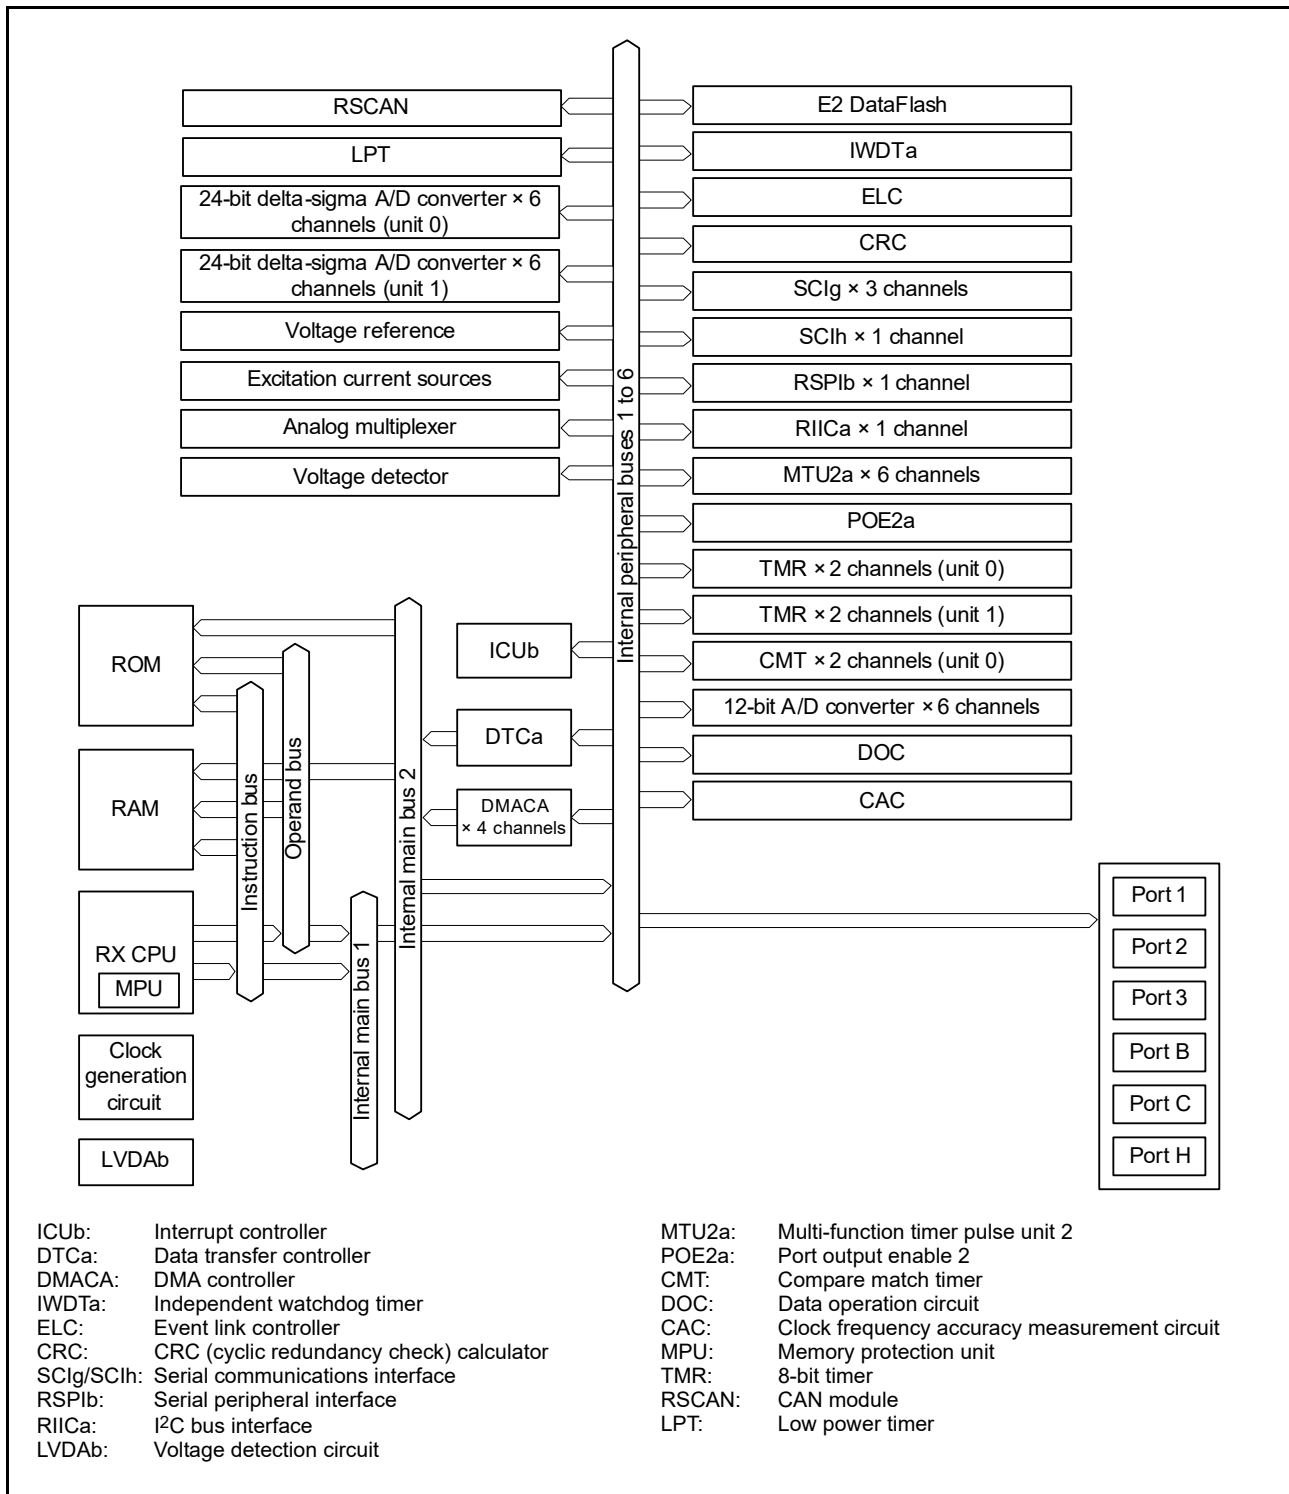 RSCAN
LPT
24-bit delta-sigma A/D converter × 6
channels (unit 0)
24-bit delta-sigma A/D converter × 6
channels (unit 1)
Voltage reference
Excitation current sources
Analog multiplexer
Voltage detector
Internal peripheral buses 1 to 6
E2 DataFlash
IWDTa
ELC
CRC
SCIg × 3 channels
SCIh × 1 channel
RSPIb × 1 channel
RIICa × 1 channel
MTU2a × 6 channels
POE2a
TMR × 2 channels (unit 0)
TMR × 2 channels (unit 1)
CMT × 2 channels (unit 0)
12-bit A/D converter × 6 channels
DOC
CAC
ROM
RAM
RX CPU
MPU
Clock
generation
circuit
LVDAb
Instruction bus
Operand bus
Internal main bus 1
Internal main bus 2
ICUb
DTCa
DMACA
× 4 channels
Port 1
Port 2
Port 3
Port B
Port C
Port H
ICUb: Interrupt controller
DTCa: Data transfer controller
DMACA: DMA controller
IWDTa: Independent watchdog timer
ELC: Event link controller
CRC: CRC (cyclic redundancy check) calculator
SCIg/SCIh: Serial communications interface
RSPIb: Serial peripheral interface
RIICa: I2C bus interface
LVDAb: Voltage detection circuit
MTU2a: Multi-function timer pulse unit 2
POE2a: Port output enable 2
CMT: Compare match timer
DOC: Data operation circuit
CAC: Clock frequency accuracy measurement circuit
MPU: Memory protection unit
TMR: 8-bit timer
RSCAN: CAN module
LPT: Low power timer